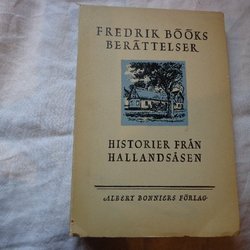 FREDRIK BÖÖKS
BERÄTTELSER
HISTORIER FRÅN
HALLANDSÅSEN
ALBERT BONNIERS FÖRLAG